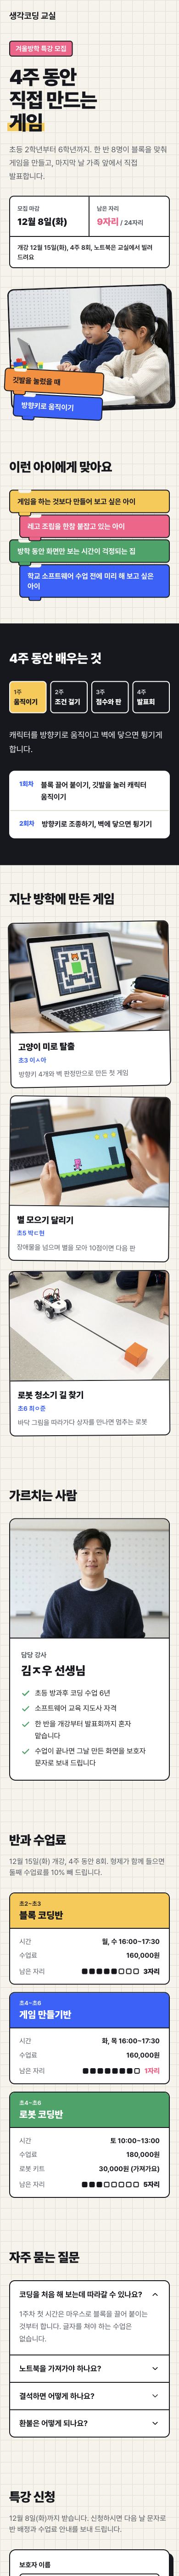 생각코딩 교실
겨울방학 특강 모집
4주 동안
직접 만드는
게임
초등 2학년부터 6학년까지. 한 반 8명이 블록을 맞춰
게임을 만들고, 마지막 날 가족 앞에서 직접
발표합니다.
모집 마감
12월 8일(화)
남은 자리
9자리 / 24자리
개강 12월 15일(화), 4주 8회, 노트북은 교실에서 빌려
드려요
깃발을 눌렀을 때
방향키로 움직이기
이런 아이에게 맞아요
게임을 하는 것보다 만들어 보고 싶은 아이
레고 조립을 한참 붙잡고 있는 아이
방학 동안 화면만 보는 시간이 걱정되는 집
학교 소프트웨어 수업 전에 미리 해 보고 싶은
아이
4주 동안 배우는 것
1주
움직이기
2주
조건 걸기
3주
점수와 판
4주
발표회
캐릭터를 방향키로 움직이고 벽에 닿으면 튕기게
합니다.
1회차
블록 끌어 붙이기, 깃발을 눌러 캐릭터
움직이기
2회차
방향키로 조종하기, 벽에 닿으면 튕기기
지난 방학에 만든 게임
고양이 미로 탈출
초3 이ㅅ아
방향키 4개와 벽 판정만으로 만든 첫 게임
별 모으기 달리기
초5 박ㄷ현
장애물을 넘으며 별을 모아 10점이면 다음 판
로봇 청소기 길 찾기
초6 최ㅇ준
바닥 그림을 따라가다 상자를 만나면 멈추는 로봇
가르치는 사람
담당 강사
김ㅈ우 선생님
초등 방과후 코딩 수업 6년
소프트웨어 교육 지도사 자격
한 반을 개강부터 발표회까지 혼자
맡습니다
수업이 끝나면 그날 만든 화면을 보호자
문자로 보내 드립니다
반과 수업료
12월 15일(화) 개강, 4주 동안 8회. 형제가 함께 들으면
둘째 수업료를 10% 빼 드립니다.
초2~초3
블록 코딩반
시간
월, 수 16:00~17:30
수업료
160,000원
남은 자리
3자리
초4~초6
게임 만들기반
시간
화, 목 16:00~17:30
수업료
160,000원
남은 자리
1자리
초4~초6
로봇 코딩반
시간
토 10:00~13:00
수업료
180,000원
로봇 키트
30,000원 (가져가요)
남은 자리
5자리
자주 묻는 질문
코딩을 처음 해 보는데 따라갈 수 있나요?
1주차 첫 시간은 마우스로 블록을 끌어 붙이는
것부터 합니다. 글자를 쳐야 하는 수업은
없습니다.
노트북을 가져가야 하나요?
결석하면 어떻게 하나요?
환불은 어떻게 되나요?
특강 신청
12월 8일(화)까지 받습니다. 신청하시면 다음 날 문자로
반 배정과 수업료 안내를 보내 드립니다.
보호자 이름